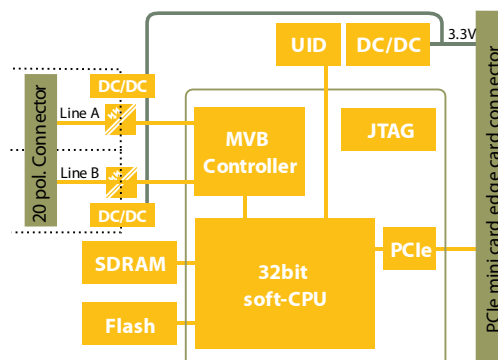 3.3V
UID
DC/DC
DC/DC
Line A
MVB
Controller
JTAG
Line B
DC/DC
20 pol. Connector
PCIe mini card edge card connector
SDRAM
32bit
soft-CPU
PCIe
Flash